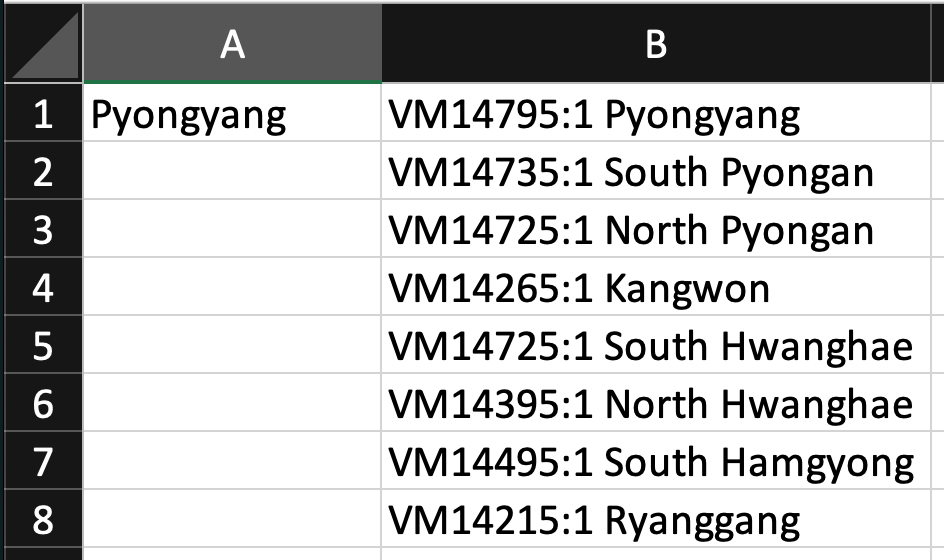 A B
1 Pyongyang VM14795:1 Pyongyang
2 VM14735:1 South Pyongan
3 VM14725:1 North Pyongan
4 VM14265:1 Kangwon
5 VM14725:1 South Hwanghae
6 VM14395:1 North Hwanghae
7 VM14495:1 South Hamgyong
8 VM14215:1 Ryanggang